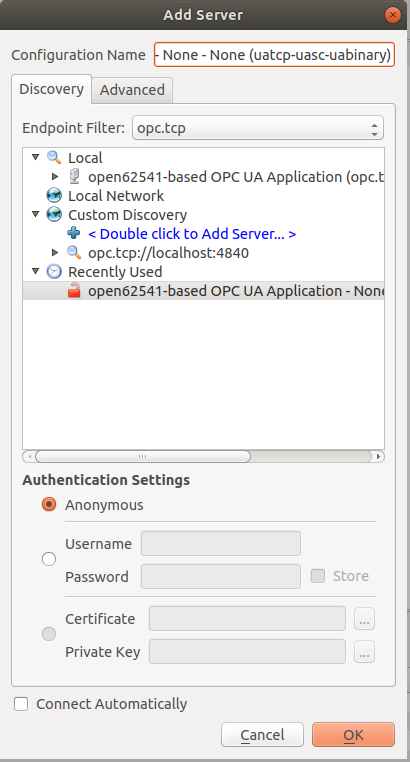 Add Server
Configuration Name - None - None (uatcp-uasc-uabinary)
Discovery Advanced
Endpoint Filter: opc.tcp
Local
open62541-based OPC UA Application (opc.t
Local Network
Custom Discovery
< Double click to Add Server... >
opc.tcp://localhost:4840
Recently Used
open62541-based OPC UA Application - None
Authentication Settings
Anonymous
Username
Password Store
Certificate ...
Private Key ...
Connect Automatically
Cancel OK